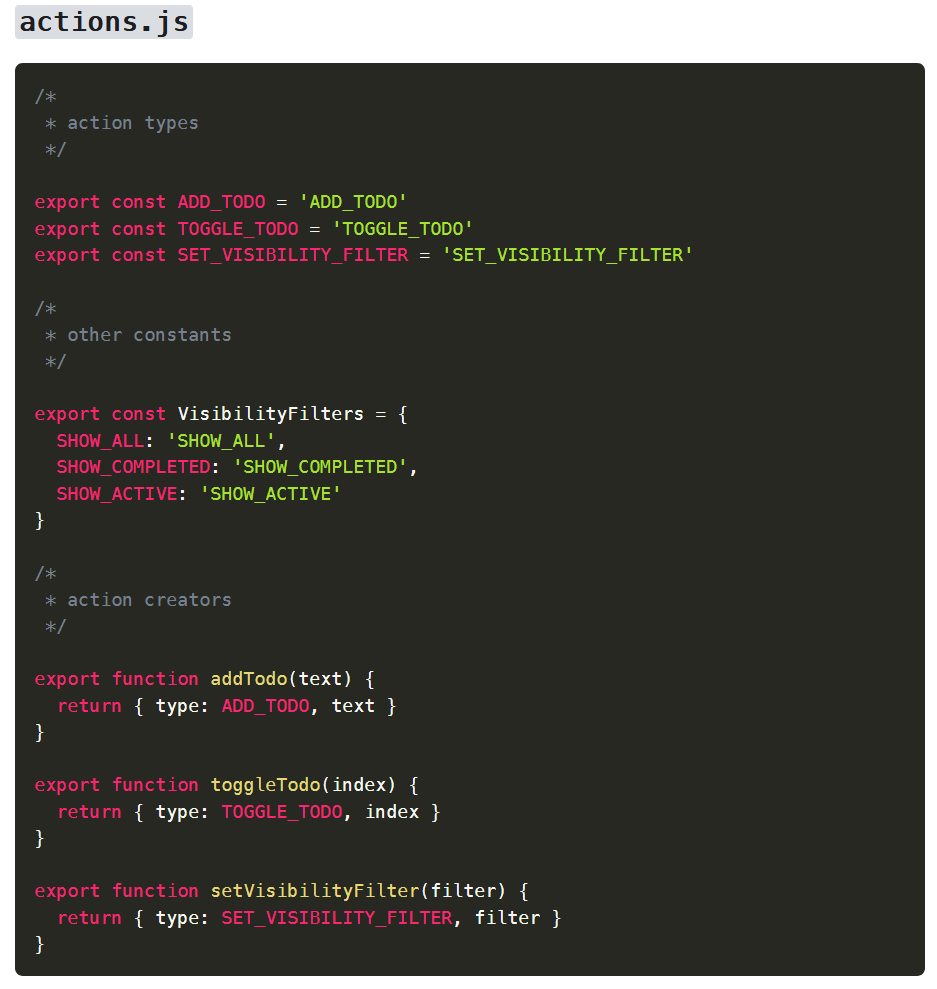 actions.js
/*
 * action types
 */
export const ADD_TODO = 'ADD_TODO'
export const TOGGLE_TODO = 'TOGGLE_TODO'
export const SET_VISIBILITY_FILTER = 'SET_VISIBILITY_FILTER'
/*
 * other constants
 */
export const VisibilityFilters = {
  SHOW_ALL: 'SHOW_ALL',
  SHOW_COMPLETED: 'SHOW_COMPLETED',
  SHOW_ACTIVE: 'SHOW_ACTIVE'
}
/*
 * action creators
 */
export function addTodo(text) {
  return { type: ADD_TODO, text }
}
export function toggleTodo(index) {
  return { type: TOGGLE_TODO, index }
}
export function setVisibilityFilter(filter) {
  return { type: SET_VISIBILITY_FILTER, filter }
}